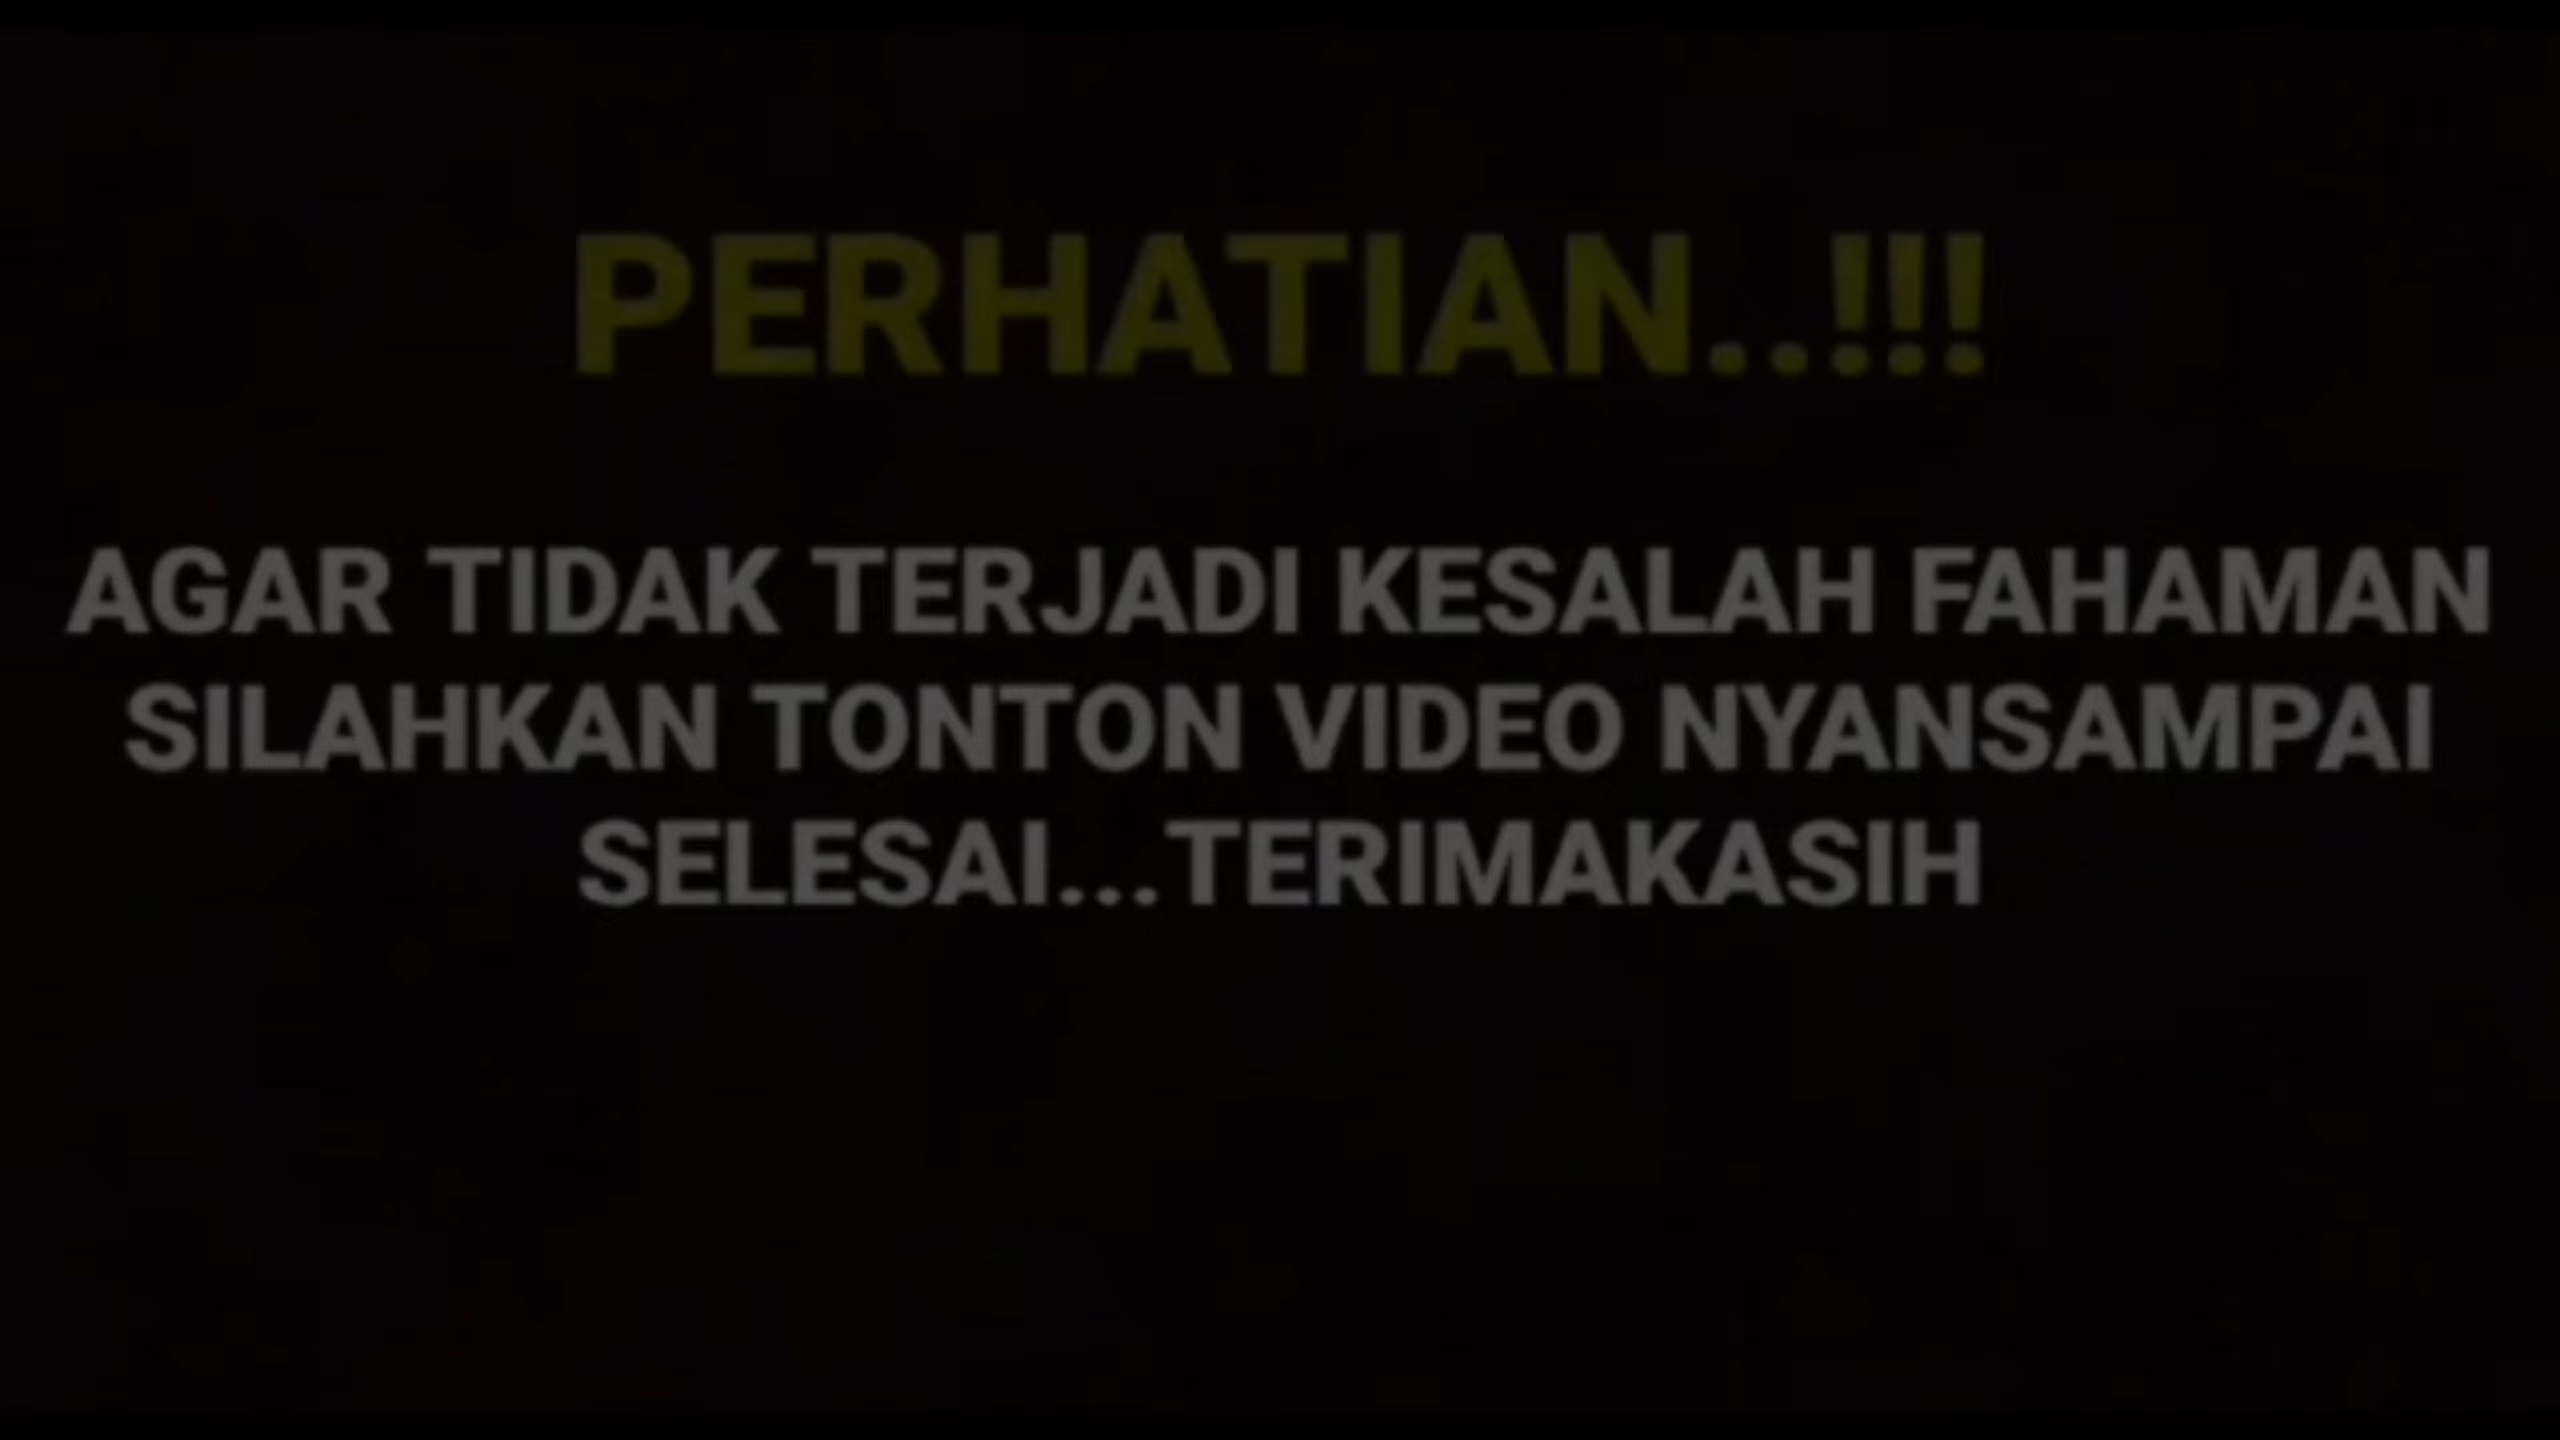 PERHATIAN..!!!
AGAR TIDAK TERJADI KESALAH FAHAMAN
SILAHKAN TONTON VIDEO NYANSAMPAI
SELESAI...TERIMAKASIH